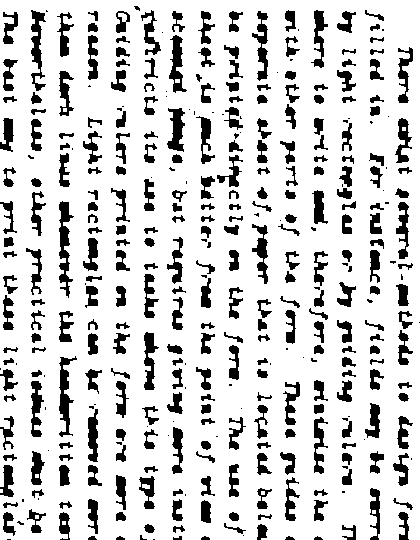 There exist general methods to design form
filled in. For instance, fields may be surr
by light rectangles or by guiding rulers. T
where to write and, therefore, minimize the e
with other parts of the form. These guides c
separate sheet of paper that is located belo
be printed directly on the form. The use of
sheet is much better from the point of view o
scanned image, but requires giving more instr
restricts its use to tasks where this type o
Guiding rulers printed on the form are more c
reason. Light rectangles can be removed more
than dark lines whenever the handwritten tex
Nevertheless, other practical issues must be
The best way to print these light rectangles